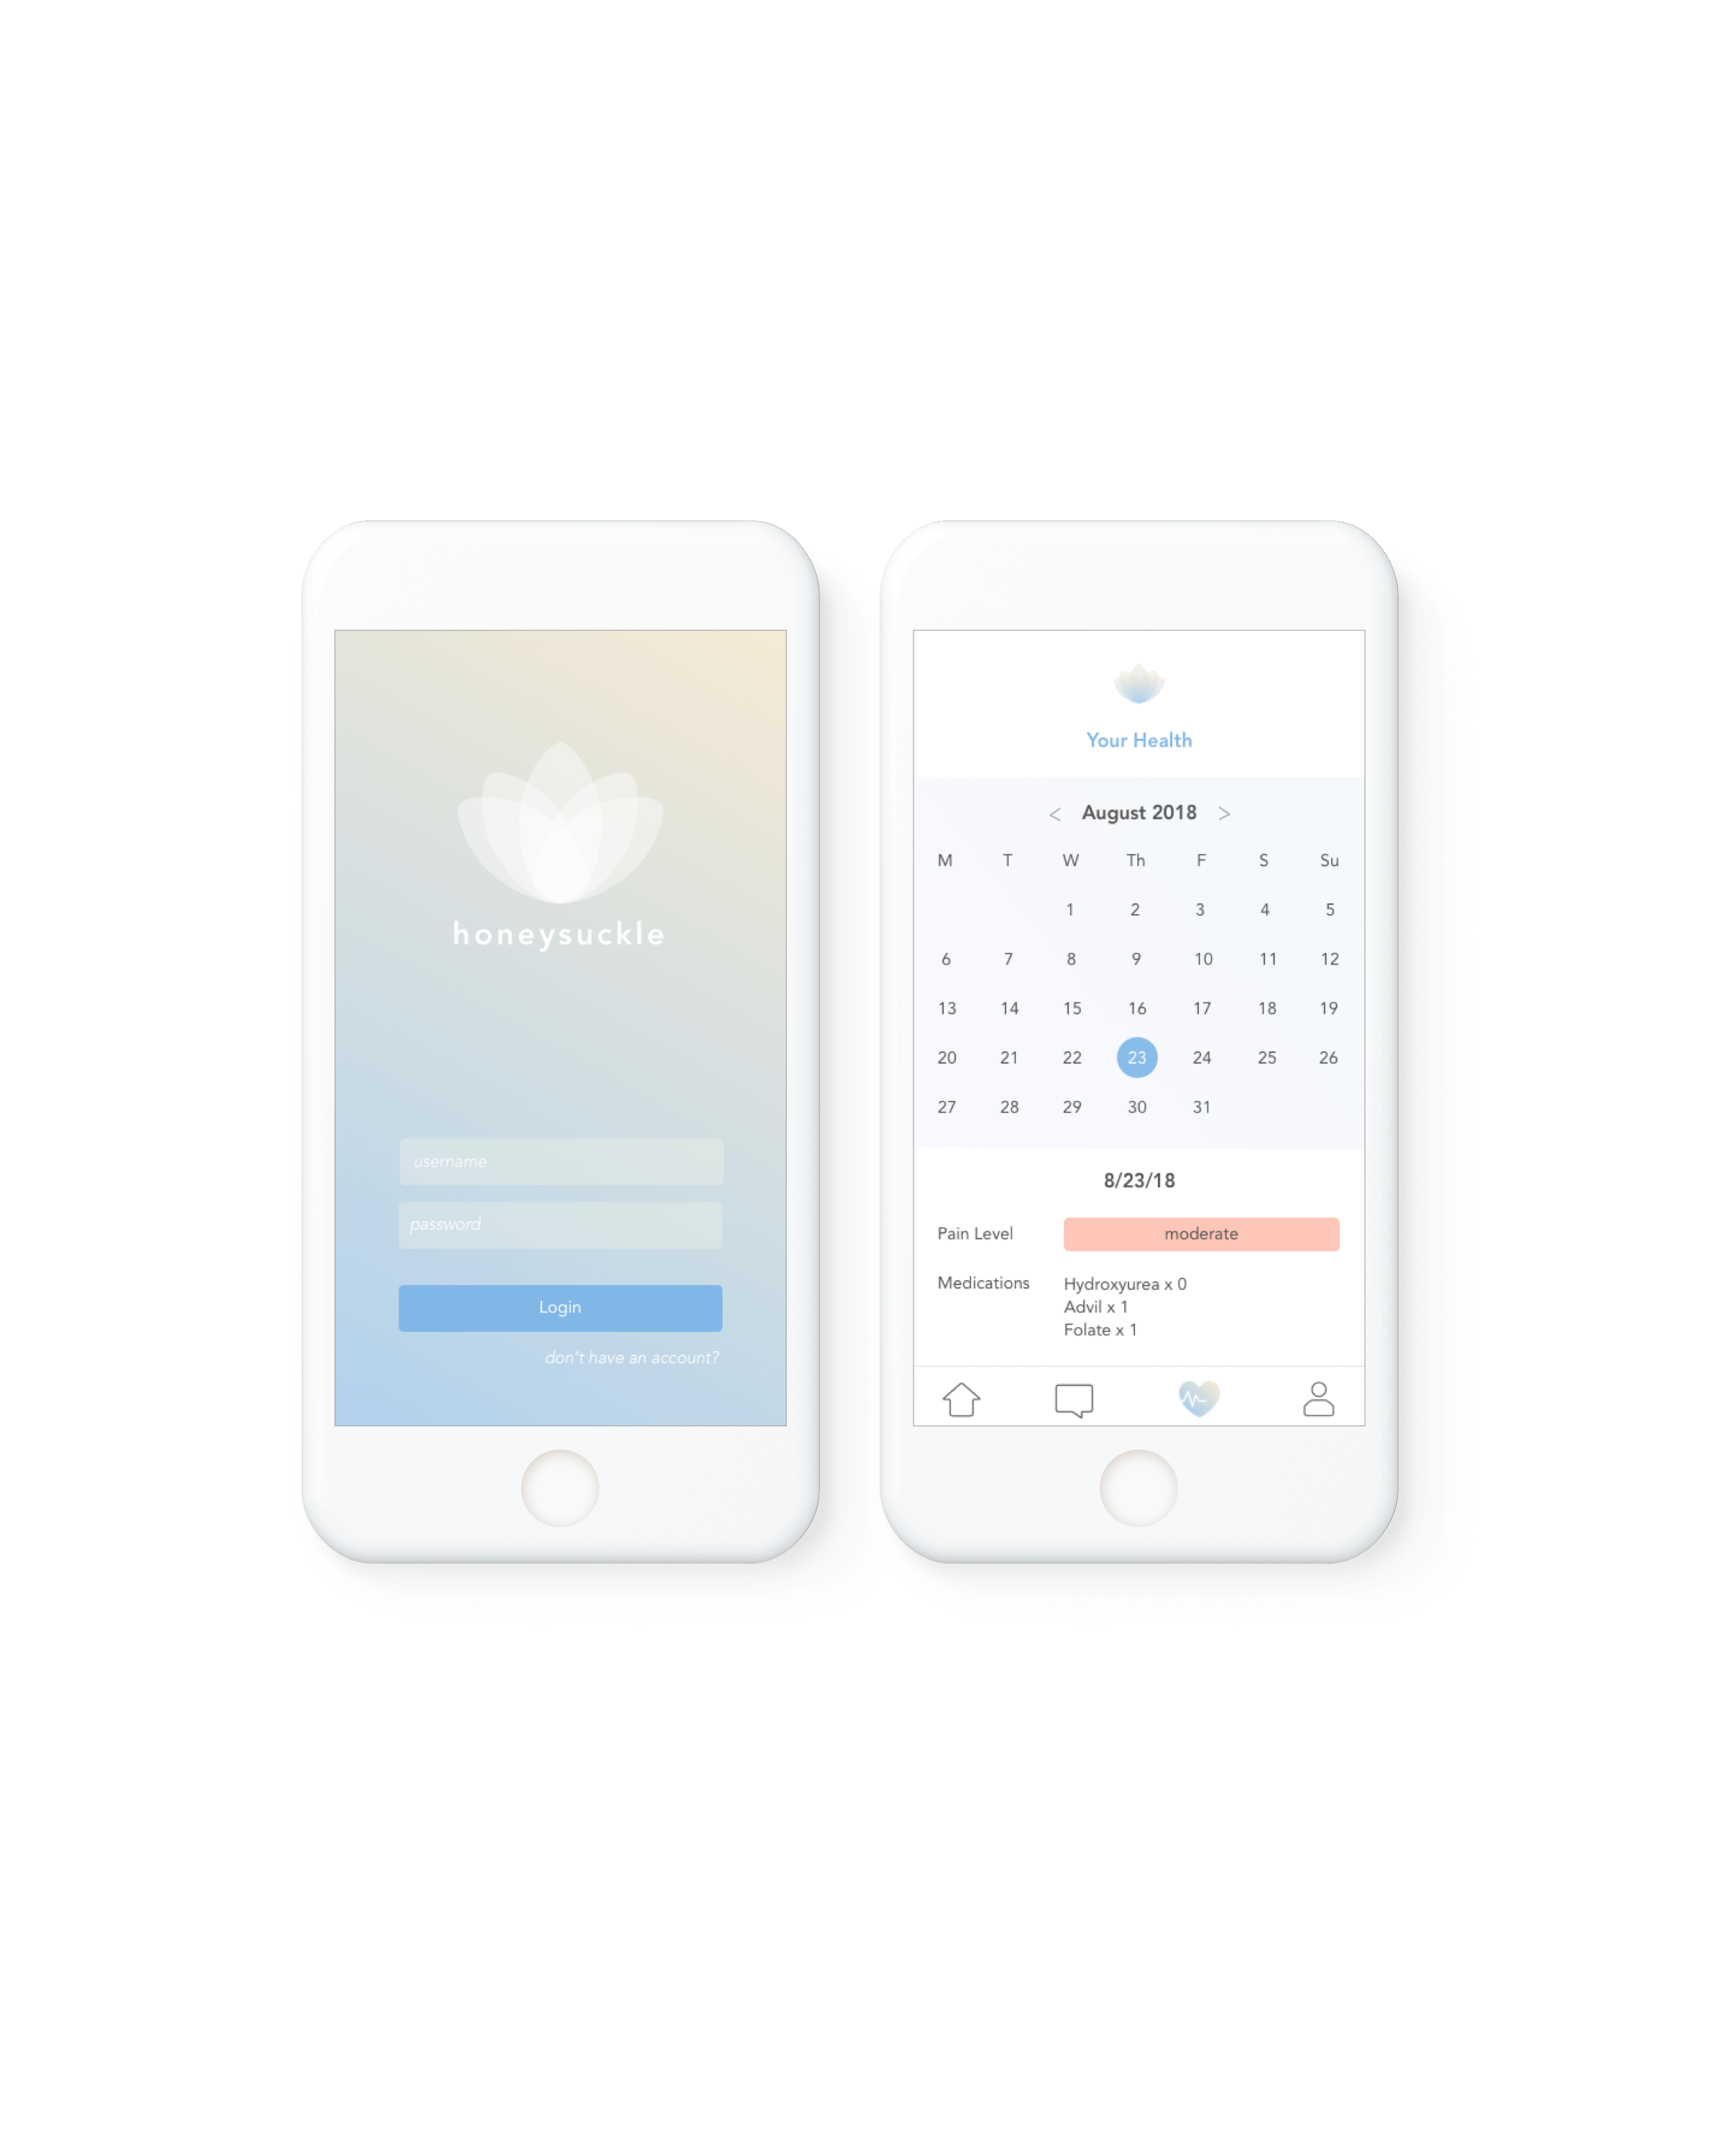 honeysuckle
username
password
Login
don't have an account?
Your Health
< August 2018 >
M T W Th F S Su
1 2 3 4 5
6 7 8 9 10 11 12
13 14 15 16 17 18 19
20 21 22 23 24 25 26
27 28 29 30 31
8/23/18
Pain Level moderate
Medications Hydroxyurea x 0
Advil x 1
Folate x 1